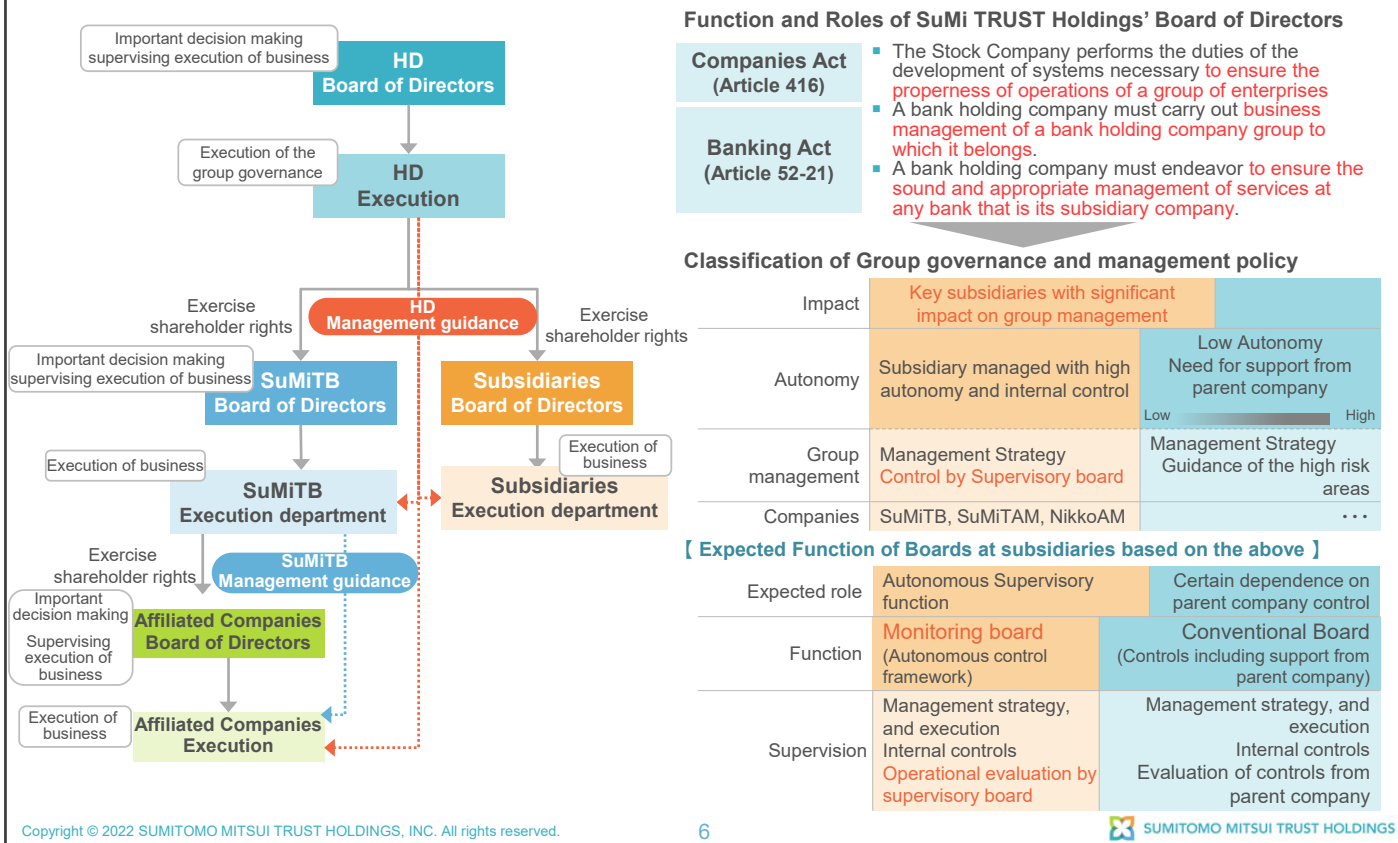 Important decision making
supervising execution of business
HD
Board of Directors
Execution of the
group governance
HD
Execution
Exercise
shareholder rights
HD
Management guidance
Exercise
shareholder rights
Important decision making
supervising execution of business
SuMiTB
Board of Directors
Subsidiaries
Board of Directors
Execution of business
Execution of
business
SuMiTB
Execution department
Subsidiaries
Execution department
Exercise
shareholder rights
SuMiTB
Management guidance
Important
decision making
Supervising
execution of
business
Affiliated Companies
Board of Directors
Execution of
business
Affiliated Companies
Execution
Function and Roles of SuMi TRUST Holdings’ Board of Directors
Companies Act
(Article 416)
▪ The Stock Company performs the duties of the
development of systems necessary to ensure the
properness of operations of a group of enterprises
Banking Act
(Article 52-21)
▪ A bank holding company must carry out business
management of a bank holding company group to
which it belongs.
▪ A bank holding company must endeavor to ensure the
sound and appropriate management of services at
any bank that is its subsidiary company.
Classification of Group governance and management policy
Impact
Key subsidiaries with significant
impact on group management
Autonomy
Subsidiary managed with high
autonomy and internal control
Low Autonomy
Need for support from
parent company
Low High
Group
management
Management Strategy
Control by Supervisory board
Management Strategy
Guidance of the high risk
areas
Companies
SuMiTB, SuMiTAM, NikkoAM
・・・
【 Expected Function of Boards at subsidiaries based on the above 】
Expected role
Autonomous Supervisory
function
Certain dependence on
parent company control
Function
Monitoring board
(Autonomous control
framework)
Conventional Board
(Controls including support from
parent company)
Supervision
Management strategy,
and execution
Internal controls
Operational evaluation by
supervisory board
Management strategy, and
execution
Internal controls
Evaluation of controls from
parent company
Copyright © 2022 SUMITOMO MITSUI TRUST HOLDINGS, INC. All rights reserved.
6
SUMITOMO MITSUI TRUST HOLDINGS